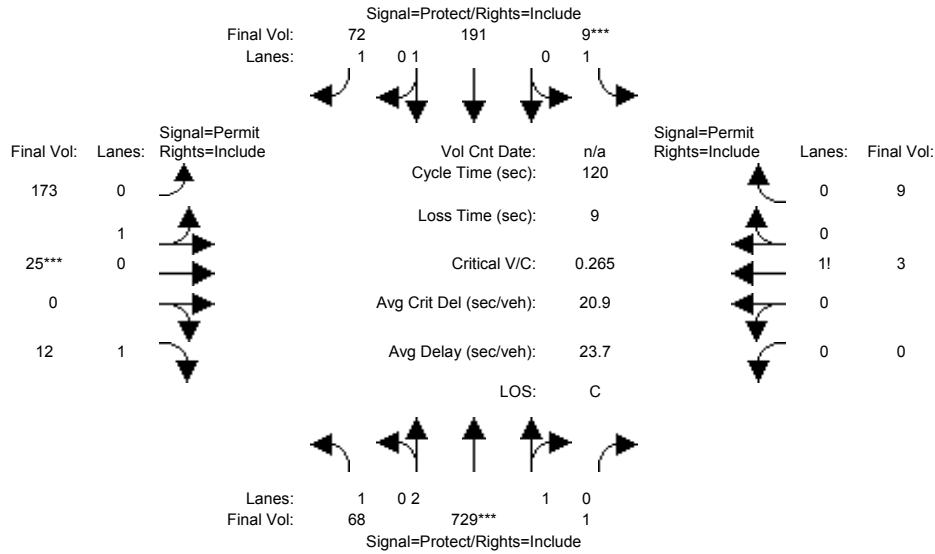 Signal=Protect/Rights=Include
Final Vol: 72 191 9***
Lanes: 1 0 1 0 1
Signal=Permit Signal=Permit
Final Vol: Lanes: Rights=Include Vol Cnt Date: n/a Rights=Include Lanes: Final Vol:
Cycle Time (sec): 120
173 0 0 9
Loss Time (sec): 9
1 0
25*** 0 Critical V/C: 0.265 1! 3
0 Avg Crit Del (sec/veh): 20.9 0
12 1 Avg Delay (sec/veh): 23.7 0 0
LOS: C
Lanes: 1 0 2 1 0
Final Vol: 68 729*** 1
Signal=Protect/Rights=Include